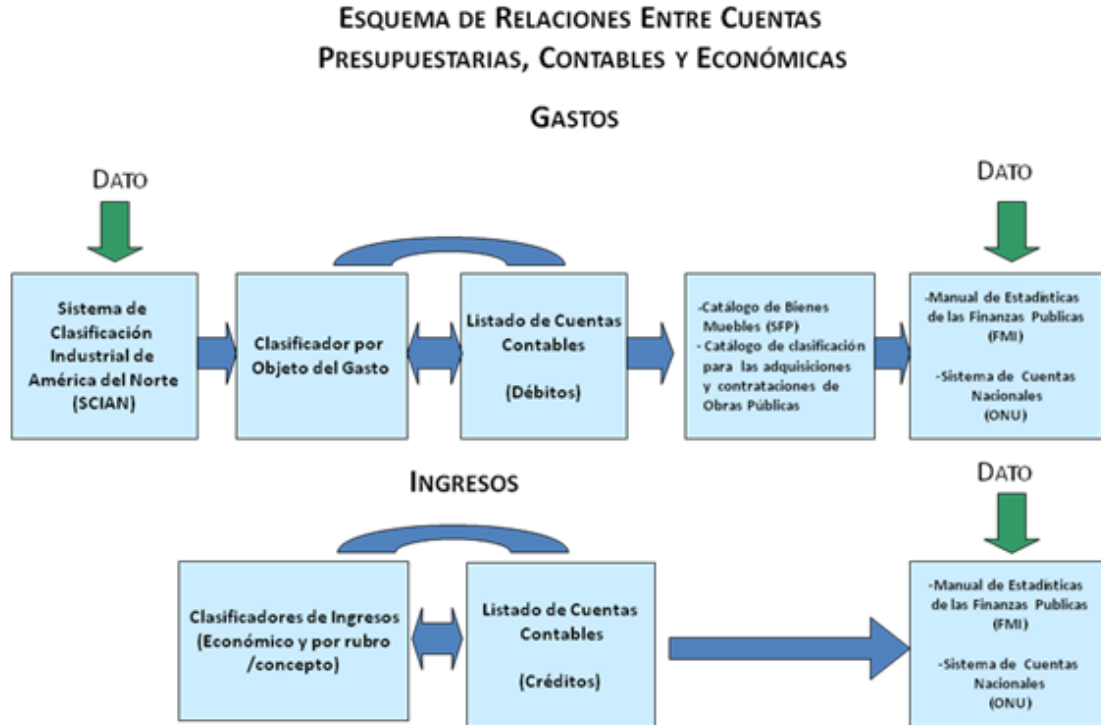 ESQUEMA DE RELACIONES ENTRE CUENTAS
PRESUPUESTARIAS, CONTABLES Y ECONÓMICAS
GASTOS
DATO
DATO
Sistema de
Clasificación
Industrial de
América del Norte
(SCIAN)
Clasificador por
Objeto del Gasto
Listado de Cuentas
Contables
(Débitos)
-Catálogo de Bienes
Muebles (SFP)
- Catálogo de clasificación
para las adquisiciones
y contrataciones de
Obras Públicas
-Manual de Estadísticas
de las Finanzas Publicas
(FMI)
-Sistema de Cuentas
Nacionales
(ONU)
INGRESOS
DATO
Clasificadores de Ingresos
(Económico y por rubro
/concepto)
Listado de Cuentas
Contables
(Créditos)
-Manual de Estadísticas
de las Finanzas Publicas
(FMI)
-Sistema de Cuentas
Nacionales
(ONU)